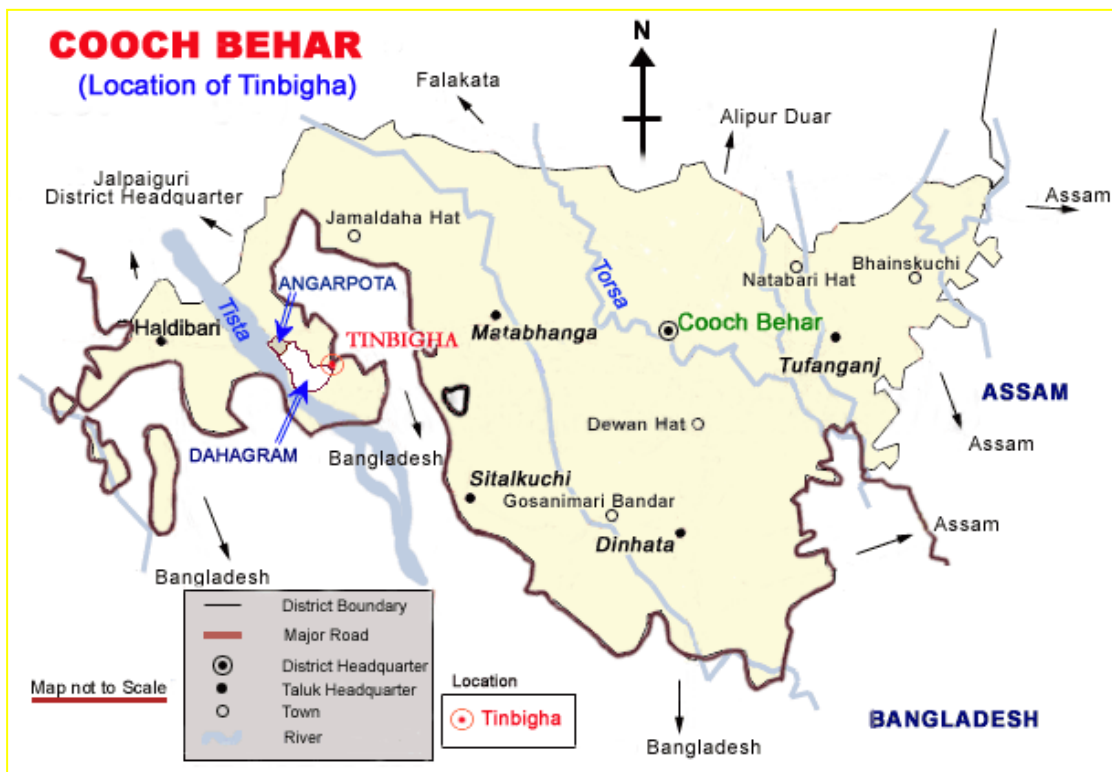 COOCH BEHAR
(Location of Tinbigha)
N
Falakata
Alipur Duar
Jalpaiguri
District Headquarter
Assam
Jamaldaha Hat
Bhainskuchi
Natabari Hat
ANGARPOTA
Torsa
Tista
Haldibari
TINBIGHA
Matabhanga
Cooch Behar
Tufanganj
ASSAM
Dewan Hat
Assam
DAHAGRAM
Bangladesh
Sitalkuchi
Gosanimari Bandar
Dinhata
Assam
Bangladesh
District Boundary
Major Road
District Headquarter
Taluk Headquarter
Town
River
Map not to Scale
Location
Tinbigha
Bangladesh
BANGLADESH